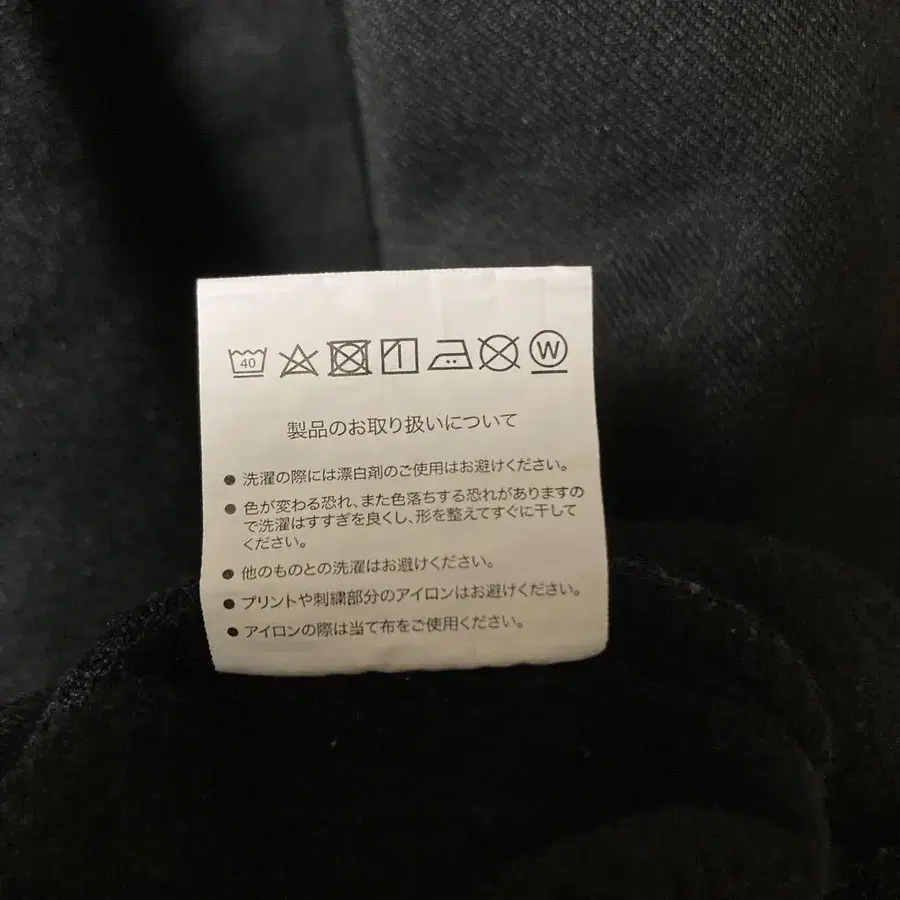 40 W
製品のお取り扱いについて
● 洗濯の際には漂白剤のご使用はお避けください。
● 色が変わる恐れ、また色落ちする恐れがありますの
で洗濯はすすぎを良くし、形を整えてすぐに干して
ください。
● 他のものとの洗濯はお避けください。
● プリントや刺繍部分のアイロンはお避けください。
● アイロンの際は当て布をご使用ください。